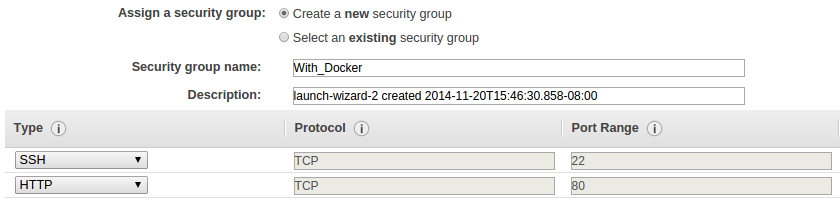 Assign a security group: Create a new security group
Select an existing security group
Security group name: With_Docker
Description: launch-wizard-2 created 2014-11-20T15:46:30.858-08:00
Type Protocol Port Range
SSH TCP 22
HTTP TCP 80